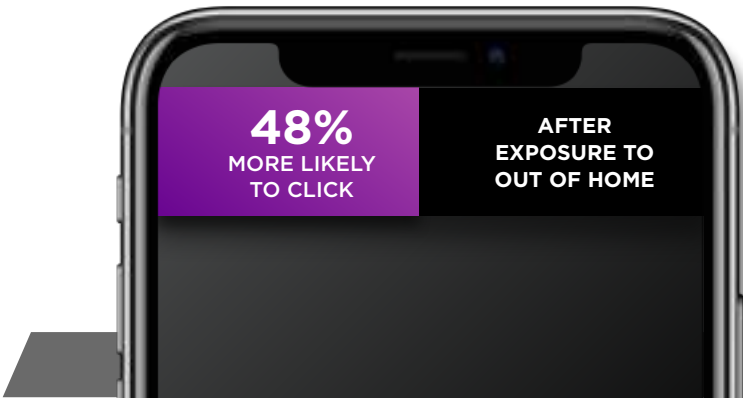 48%
MORE LIKELY
TO CLICK
AFTER
EXPOSURE TO
OUT OF HOME